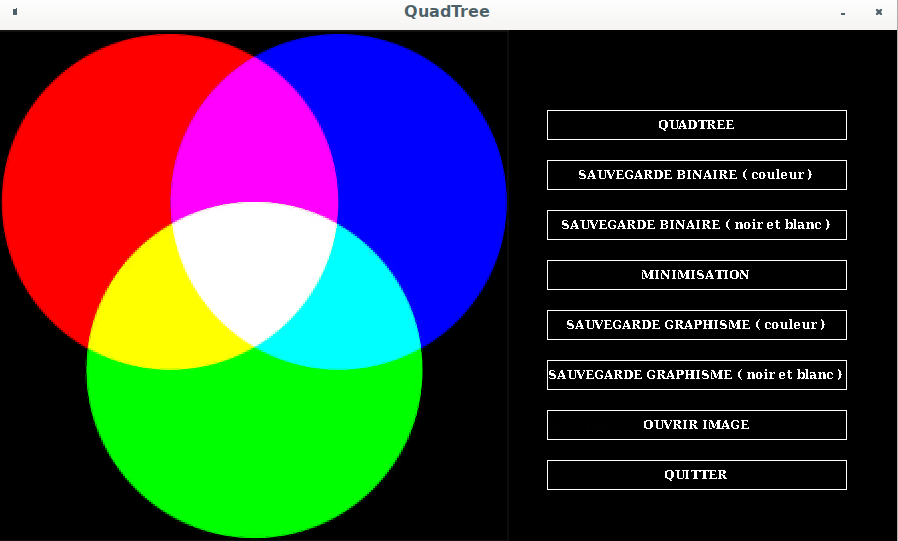 QuadTree
QUADTREE
SAUVEGARDE BINAIRE ( couleur )
SAUVEGARDE BINAIRE ( noir et blanc )
MINIMISATION
SAUVEGARDE GRAPHISME ( couleur )
SAUVEGARDE GRAPHISME ( noir et blanc )
OUVRIR IMAGE
QUITTER